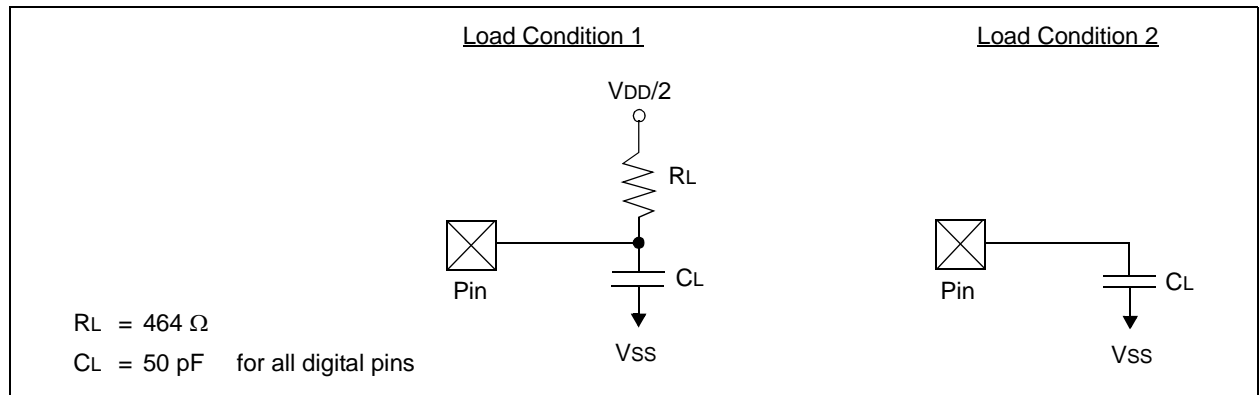 Load Condition 1
VDD/2
RL
Pin
CL
VSS
Load Condition 2
Pin
CL
VSS
RL = 464 Ω
CL = 50 pF for all digital pins